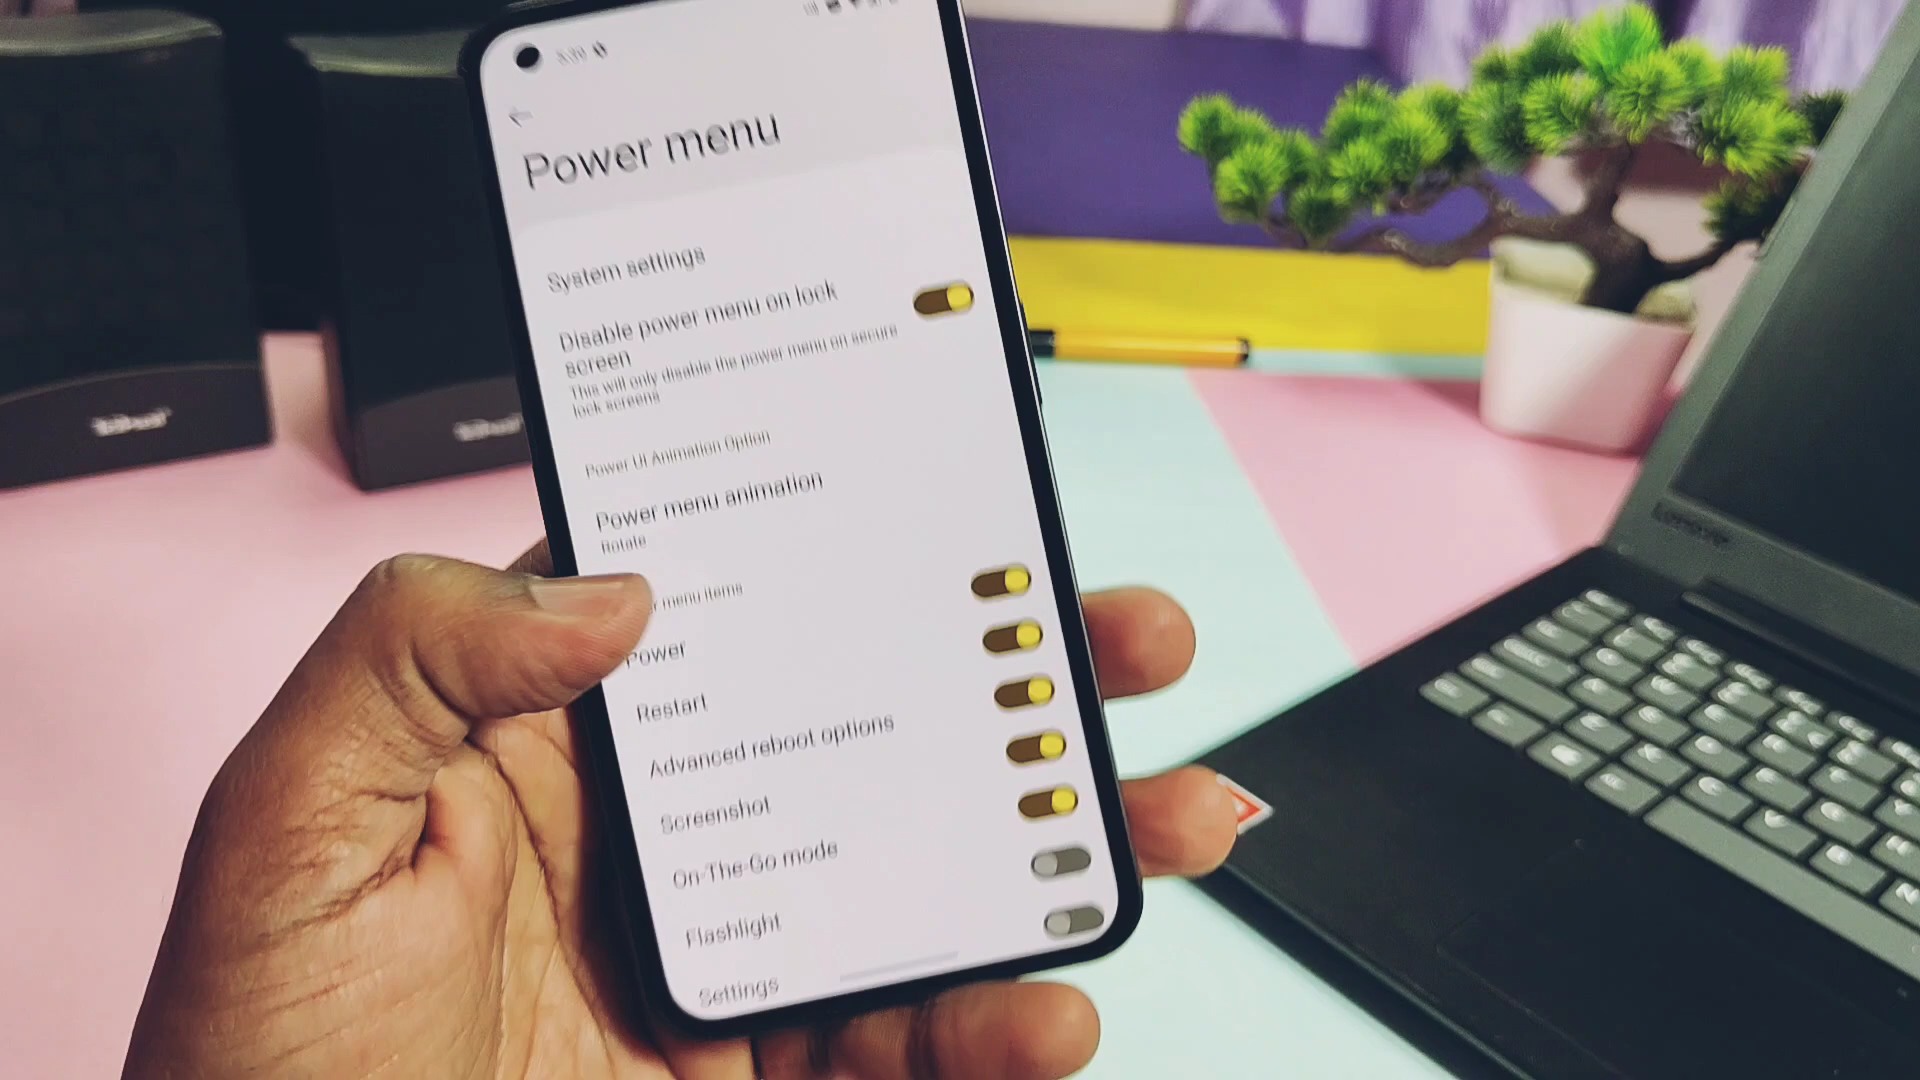 Power menu
System settings
Disable power menu on lock
screen
This will only disable the power menu on secure
lock screens
Power UI Animation Option
Power menu animation
Rotate
menu items
Power
Restart
Advanced reboot options
Screenshot
On-The-Go mode
Flashlight
Settings
Lenovo